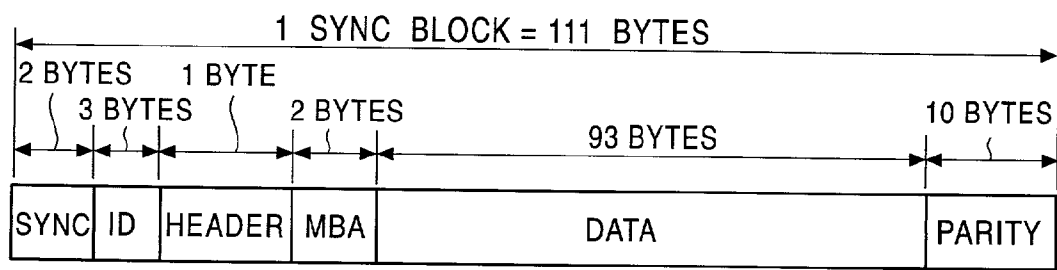 1 SYNC BLOCK = 111 BYTES
2 BYTES 1 BYTE
3 BYTES 2 BYTES 93 BYTES 10 BYTES
SYNC ID HEADER MBA DATA PARITY